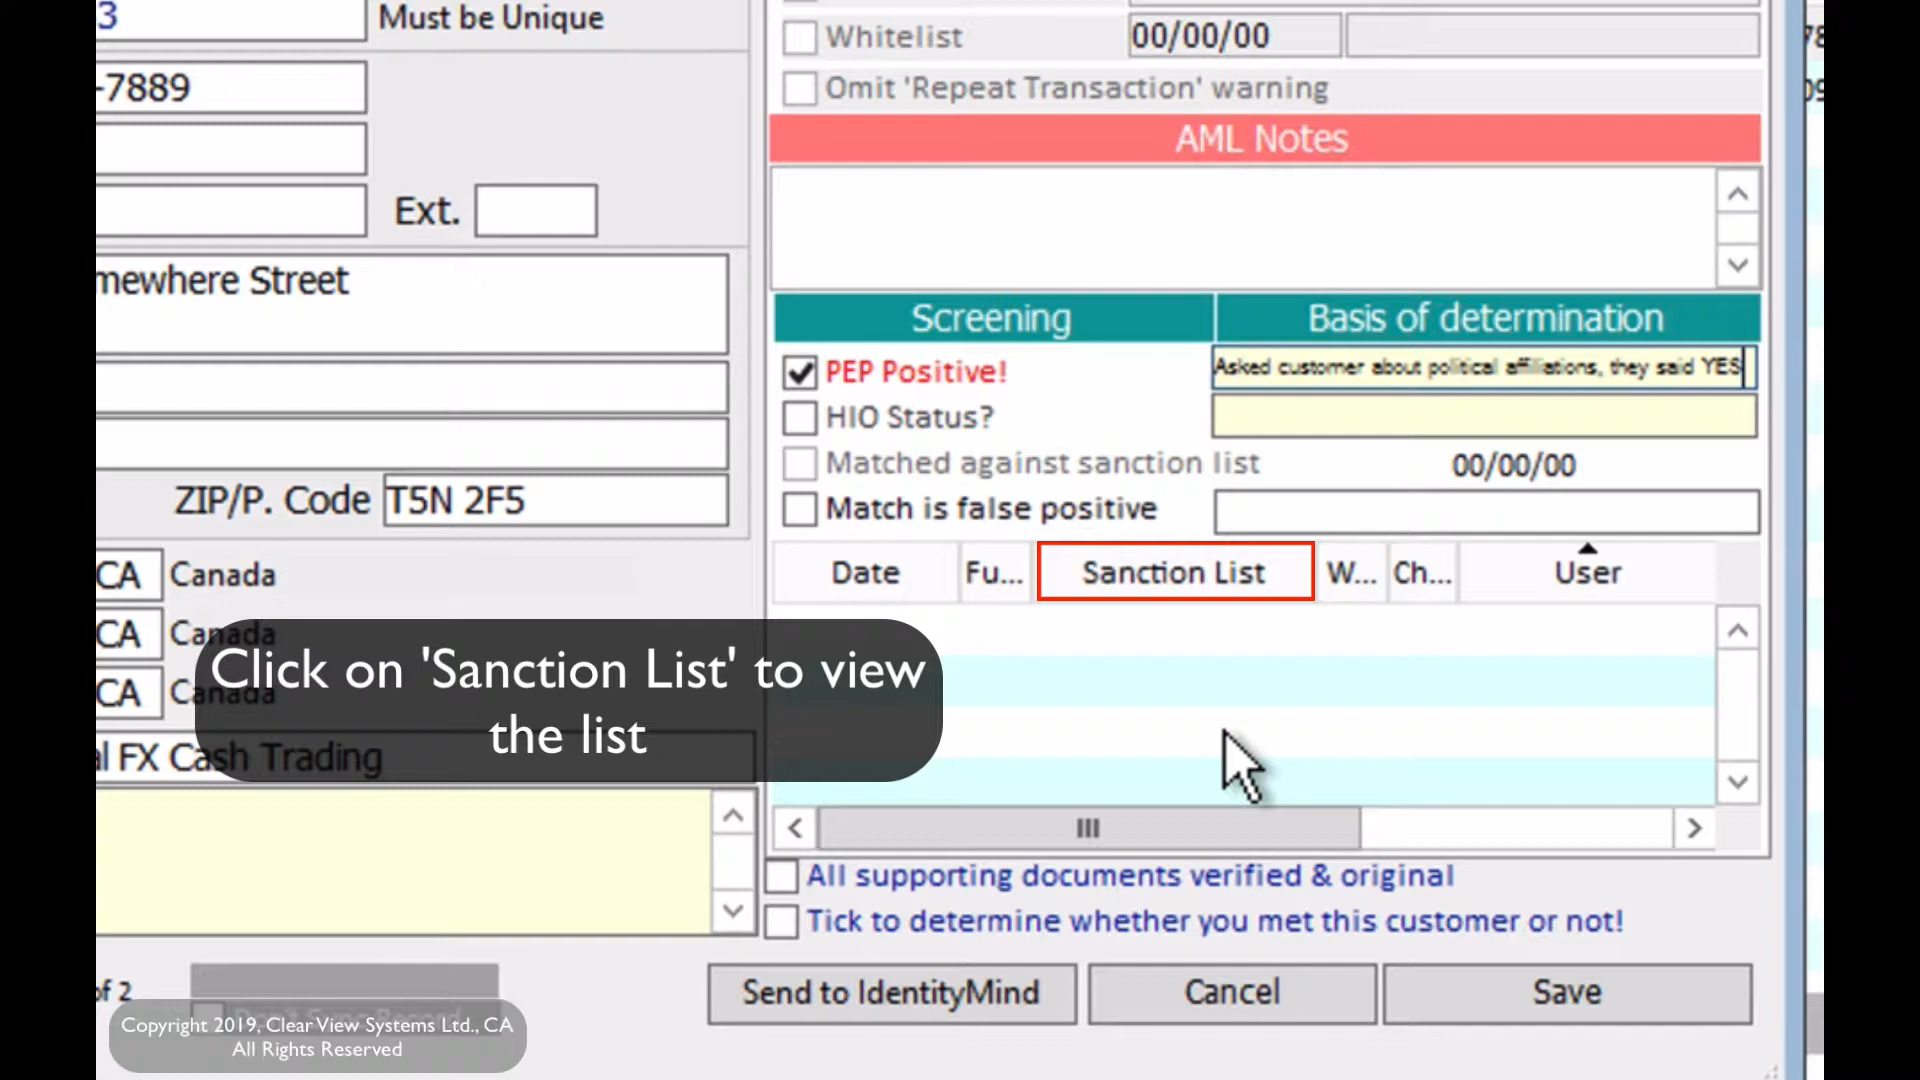 3
Must be Unique
-7889
Ext.
mewhere Street
ZIP/P. Code T5N 2F5
CA Canada
CA Canada
CA Canada
al FX Cash Trading
of 2
Whitelist 00/00/00
Omit 'Repeat Transaction' warning
AML Notes
Screening Basis of determination
PEP Positive! Asked customer about political affiliations, they said YES
HIO Status?
Matched against sanction list 00/00/00
Match is false positive
Date Fu... Sanction List W... Ch... User
Click on 'Sanction List' to view
the list
All supporting documents verified & original
Tick to determine whether you met this customer or not!
Send to IdentityMind Cancel Save
Copyright 2019, Clear View Systems Ltd., CA
All Rights Reserved